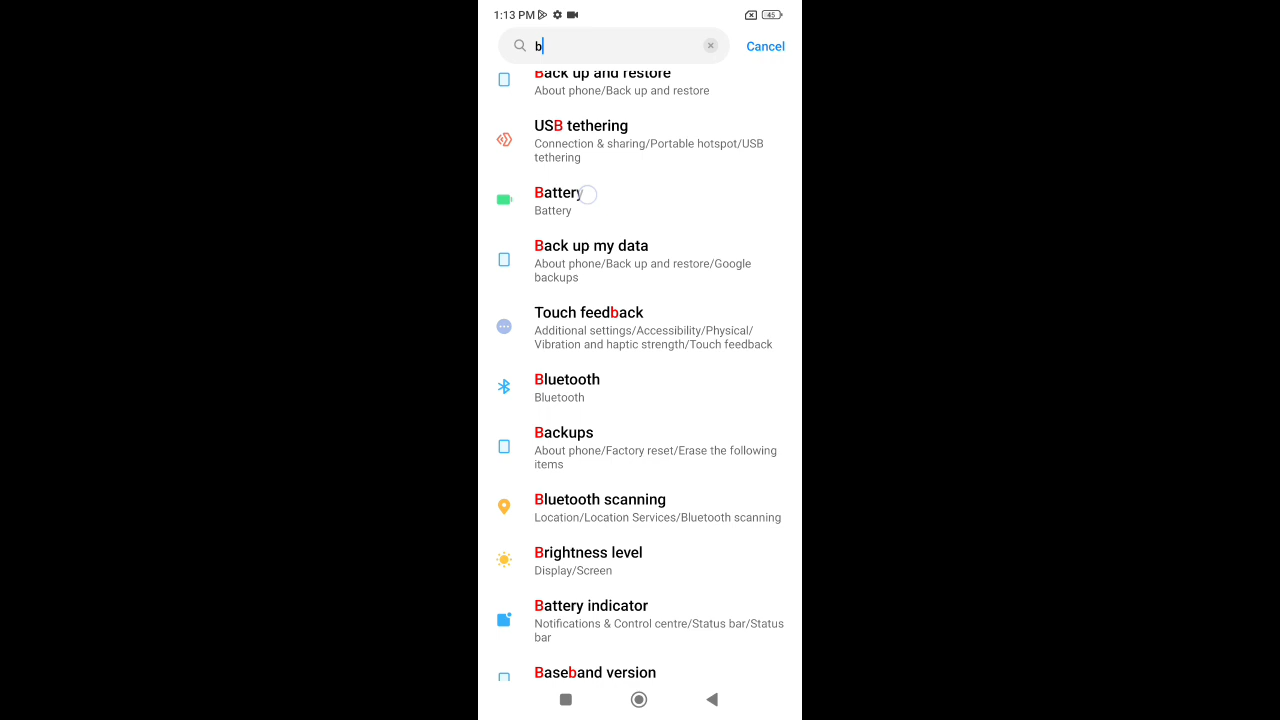 1:13 PM
45
b
Cancel
Back up and restore
About phone/Back up and restore
USB tethering
Connection & sharing/Portable hotspot/USB
tethering
Battery
Battery
Back up my data
About phone/Back up and restore/Google
backups
Touch feedback
Additional settings/Accessibility/Physical/
Vibration and haptic strength/Touch feedback
Bluetooth
Bluetooth
Backups
About phone/Factory reset/Erase the following
items
Bluetooth scanning
Location/Location Services/Bluetooth scanning
Brightness level
Display/Screen
Battery indicator
Notifications & Control centre/Status bar/Status
bar
Baseband version